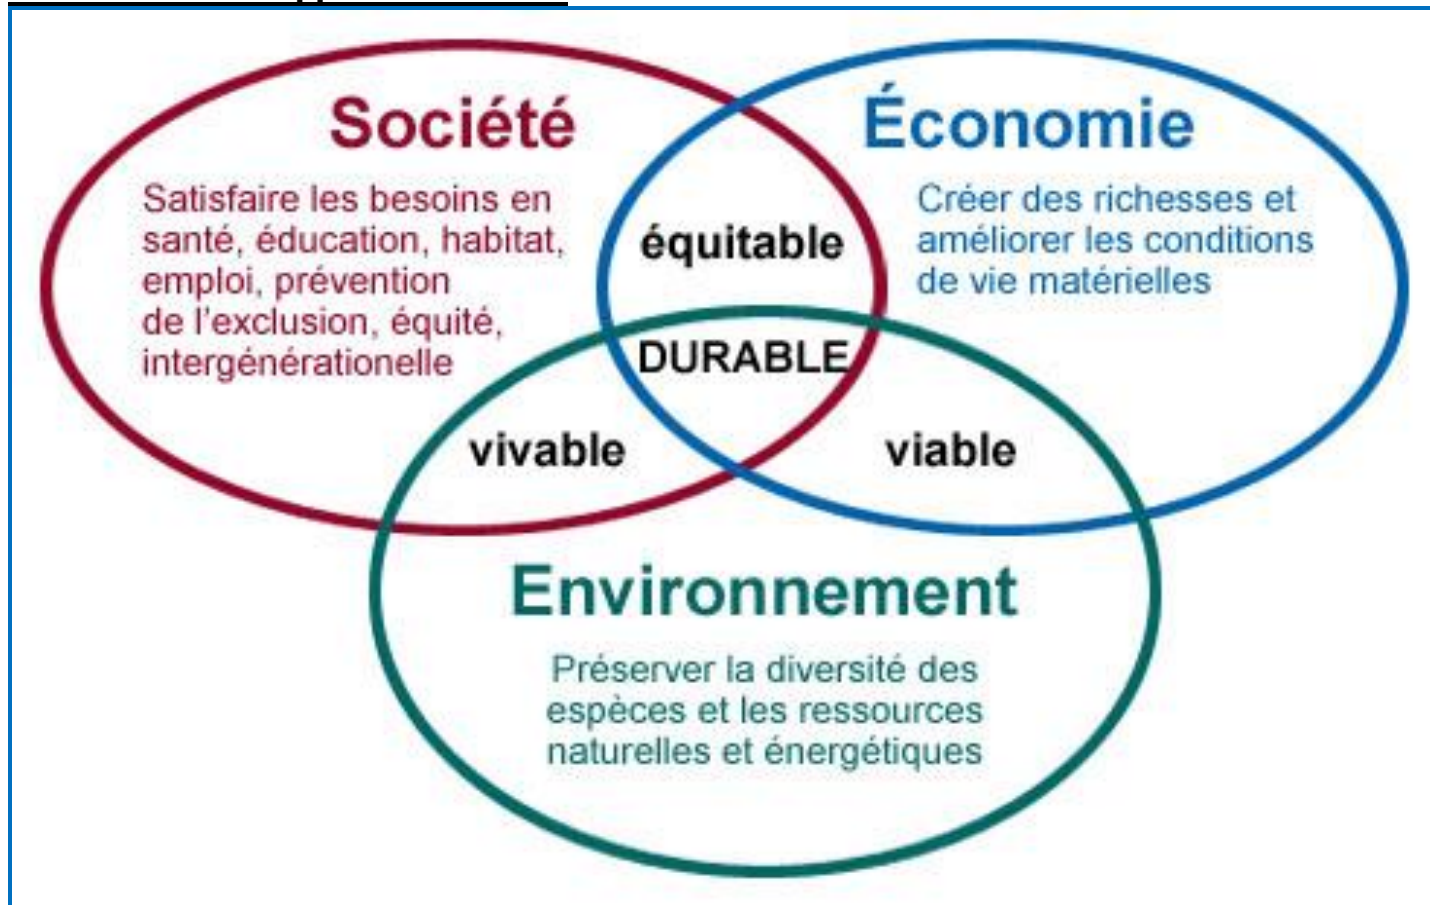 Société
Satisfaire les besoins en
santé, éducation, habitat,
emploi, prévention
de l'exclusion, équité,
intergénérationelle
Économie
Créer des richesses et
améliorer les conditions
de vie matérielles
équitable
DURABLE
vivable
viable
Environnement
Préserver la diversité des
espèces et les ressources
naturelles et énergétiques